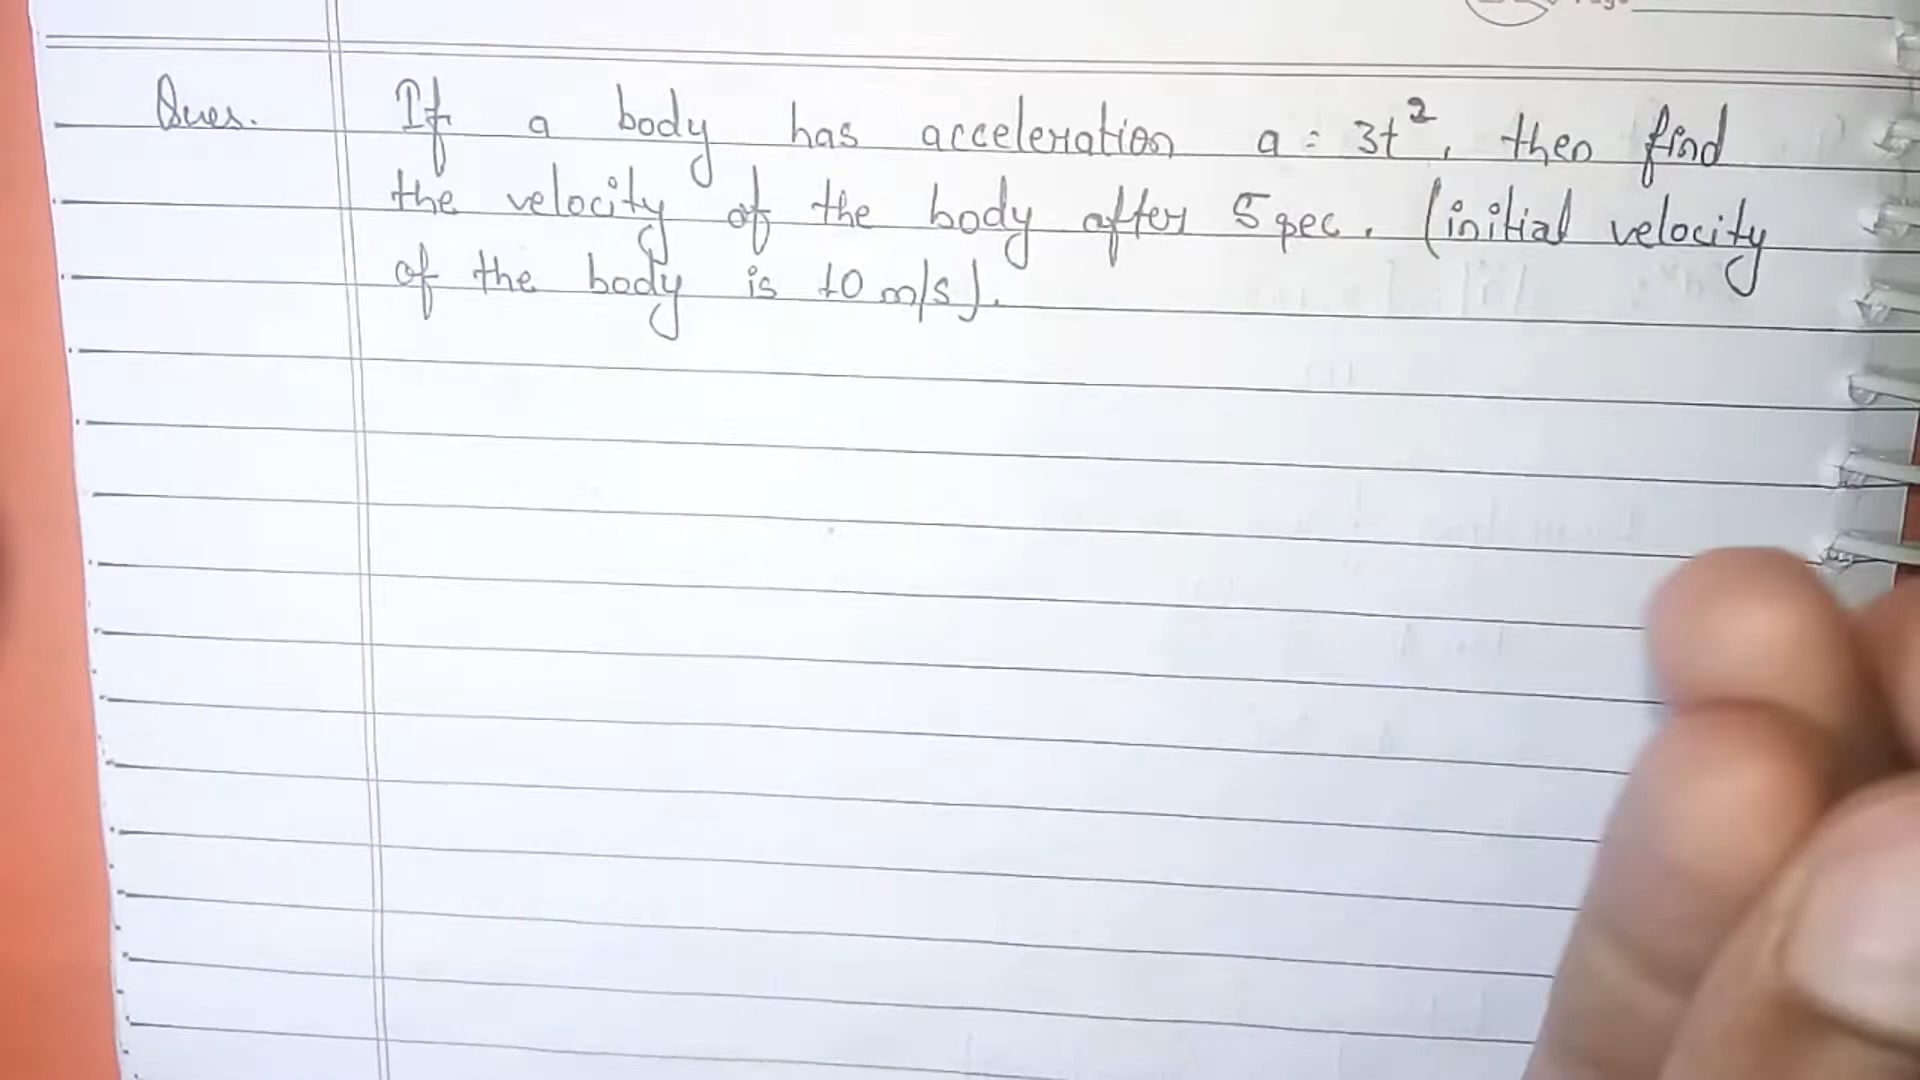 Ques. If a body has acceleration a = 3t², then find
the velocity of the body after 5 sec. (initial velocity
of the body is 10 m/s).